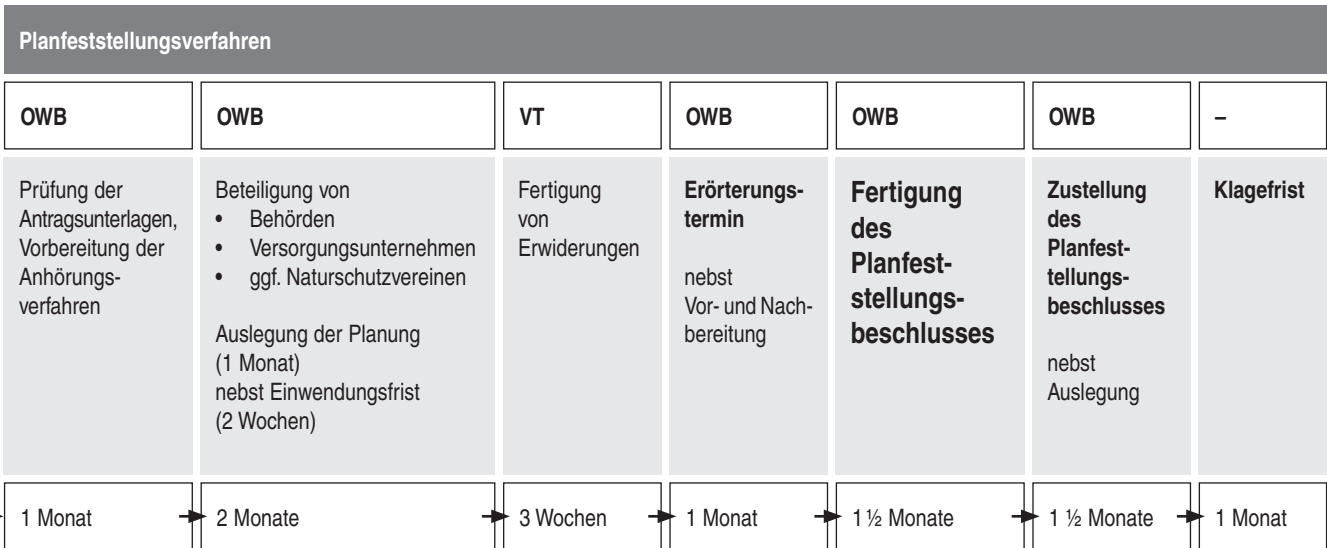 Planfeststellungsverfahren
OWB
OWB
VT
OWB
OWB
OWB
–
Prüfung der
Antragsunterlagen,
Vorbereitung der
Anhörungs-
verfahren
Beteiligung von
• Behörden
• Versorgungsunternehmen
• ggf. Naturschutzvereinen
Auslegung der Planung
(1 Monat)
nebst Einwendungsfrist
(2 Wochen)
Fertigung
von
Erwiderungen
Erörterungs-
termin
nebst
Vor- und Nach-
bereitung
Fertigung
des
Planfest-
stellungs-
beschlusses
Zustellung
des
Planfest-
tellungs-
beschlusses
nebst
Auslegung
Klagefrist
1 Monat
2 Monate
3 Wochen
1 Monat
1 ½ Monate
1 ½ Monate
1 Monat